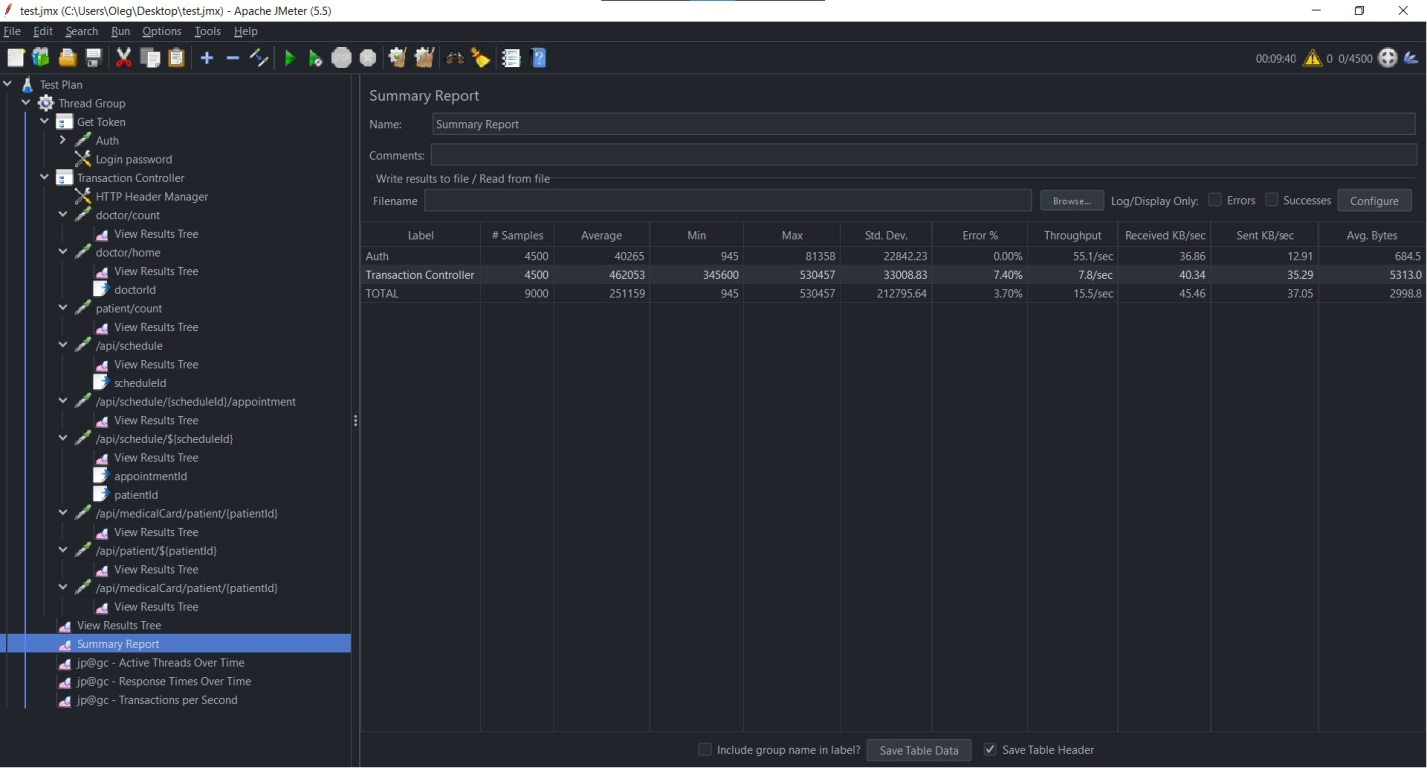 test.jmx (C:\Users\Oleg\Desktop\test.jmx) - Apache JMeter (5.5)
File Edit Search Run Options Tools Help
00:09:40 0 0/4500
Test Plan
Thread Group
Get Token
Auth
Login password
Transaction Controller
HTTP Header Manager
doctor/count
View Results Tree
doctor/home
View Results Tree
doctorId
patient/count
View Results Tree
/api/schedule
View Results Tree
scheduleId
/api/schedule/{scheduleId}/appointment
View Results Tree
/api/schedule/${scheduleId}
View Results Tree
appointmentId
patientId
/api/medicalCard/patient/{patientId}
View Results Tree
/api/patient/${patientId}
View Results Tree
/api/medicalCard/patient/{patientId}
View Results Tree
View Results Tree
Summary Report
jp@gc - Active Threads Over Time
jp@gc - Response Times Over Time
jp@gc - Transactions per Second
Summary Report
Name: Summary Report
Comments:
Write results to file / Read from file
Filename Browse... Log/Display Only: Errors Successes Configure
Label # Samples Average Min Max Std. Dev. Error % Throughput Received KB/sec Sent KB/sec Avg. Bytes
Auth 4500 40265 945 81358 22842.23 0.00% 55.1/sec 36.86 12.91 684.5
Transaction Controller 4500 462053 345600 530457 33008.83 7.40% 7.8/sec 40.34 35.29 5313.0
TOTAL 9000 251159 945 530457 212795.64 3.70% 15.5/sec 45.46 37.05 2998.8
Include group name in label? Save Table Data Save Table Header